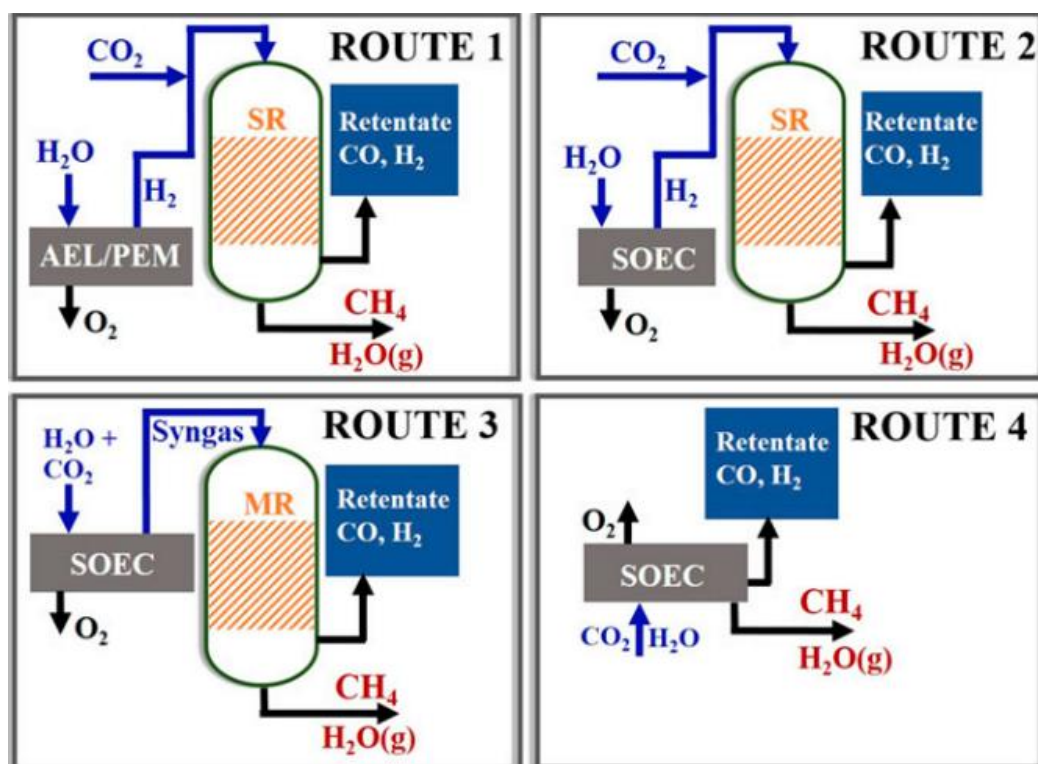 ROUTE 1
CO₂
SR
Retentate
CO, H₂
H₂O
H₂
AEL/PEM
O₂
CH₄
H₂O(g)
ROUTE 2
CO₂
SR
Retentate
CO, H₂
H₂O
H₂
SOEC
O₂
CH₄
H₂O(g)
ROUTE 3
H₂O +
CO₂
Syngas
MR
Retentate
CO, H₂
SOEC
O₂
CH₄
H₂O(g)
ROUTE 4
Retentate
CO, H₂
O₂
SOEC
CO₂ H₂O
CH₄
H₂O(g)